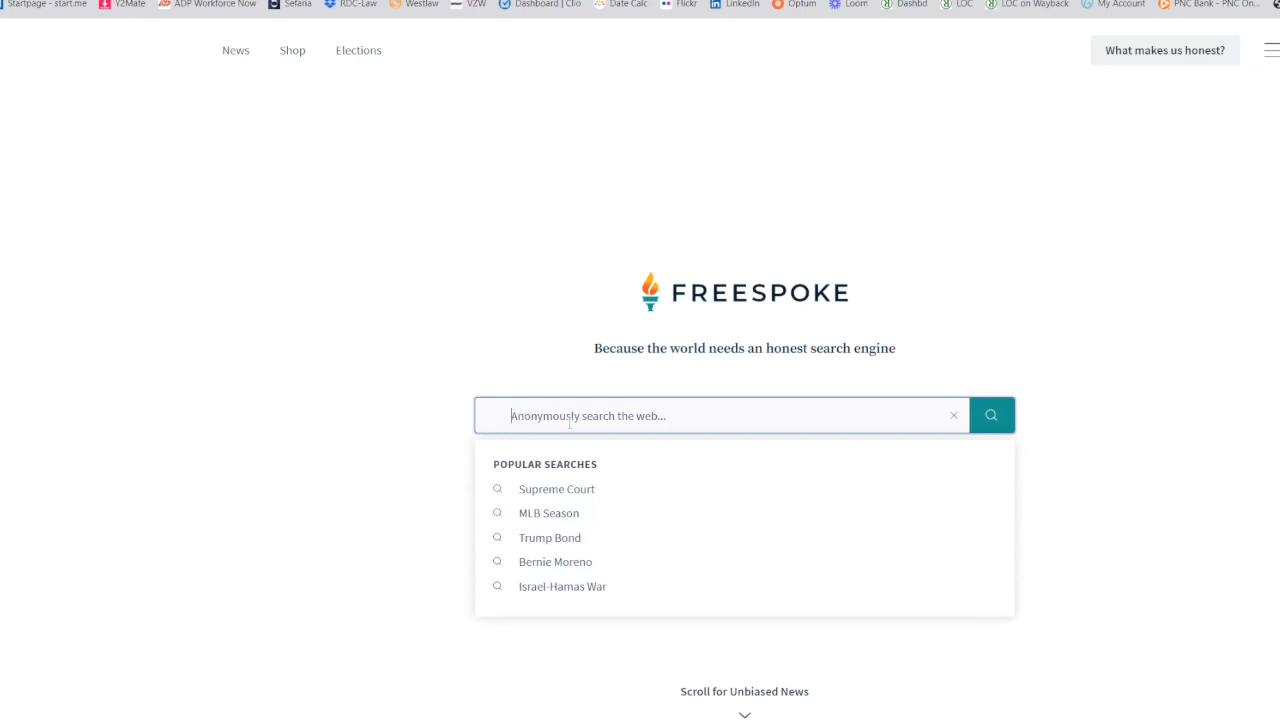 Startpage - start.me Y2Mate ADP Workforce Now Sefaria RDC-Law Westlaw VZW Dashboard | Clio Date Calc Flickr LinkedIn Optum Loom Dashbd LOC LOC on Wayback My Account PNC Bank - PNC On...
News Shop Elections What makes us honest?
FREESPOKE
Because the world needs an honest search engine
Anonymously search the web...
POPULAR SEARCHES
Supreme Court
MLB Season
Trump Bond
Bernie Moreno
Israel-Hamas War
Scroll for Unbiased News